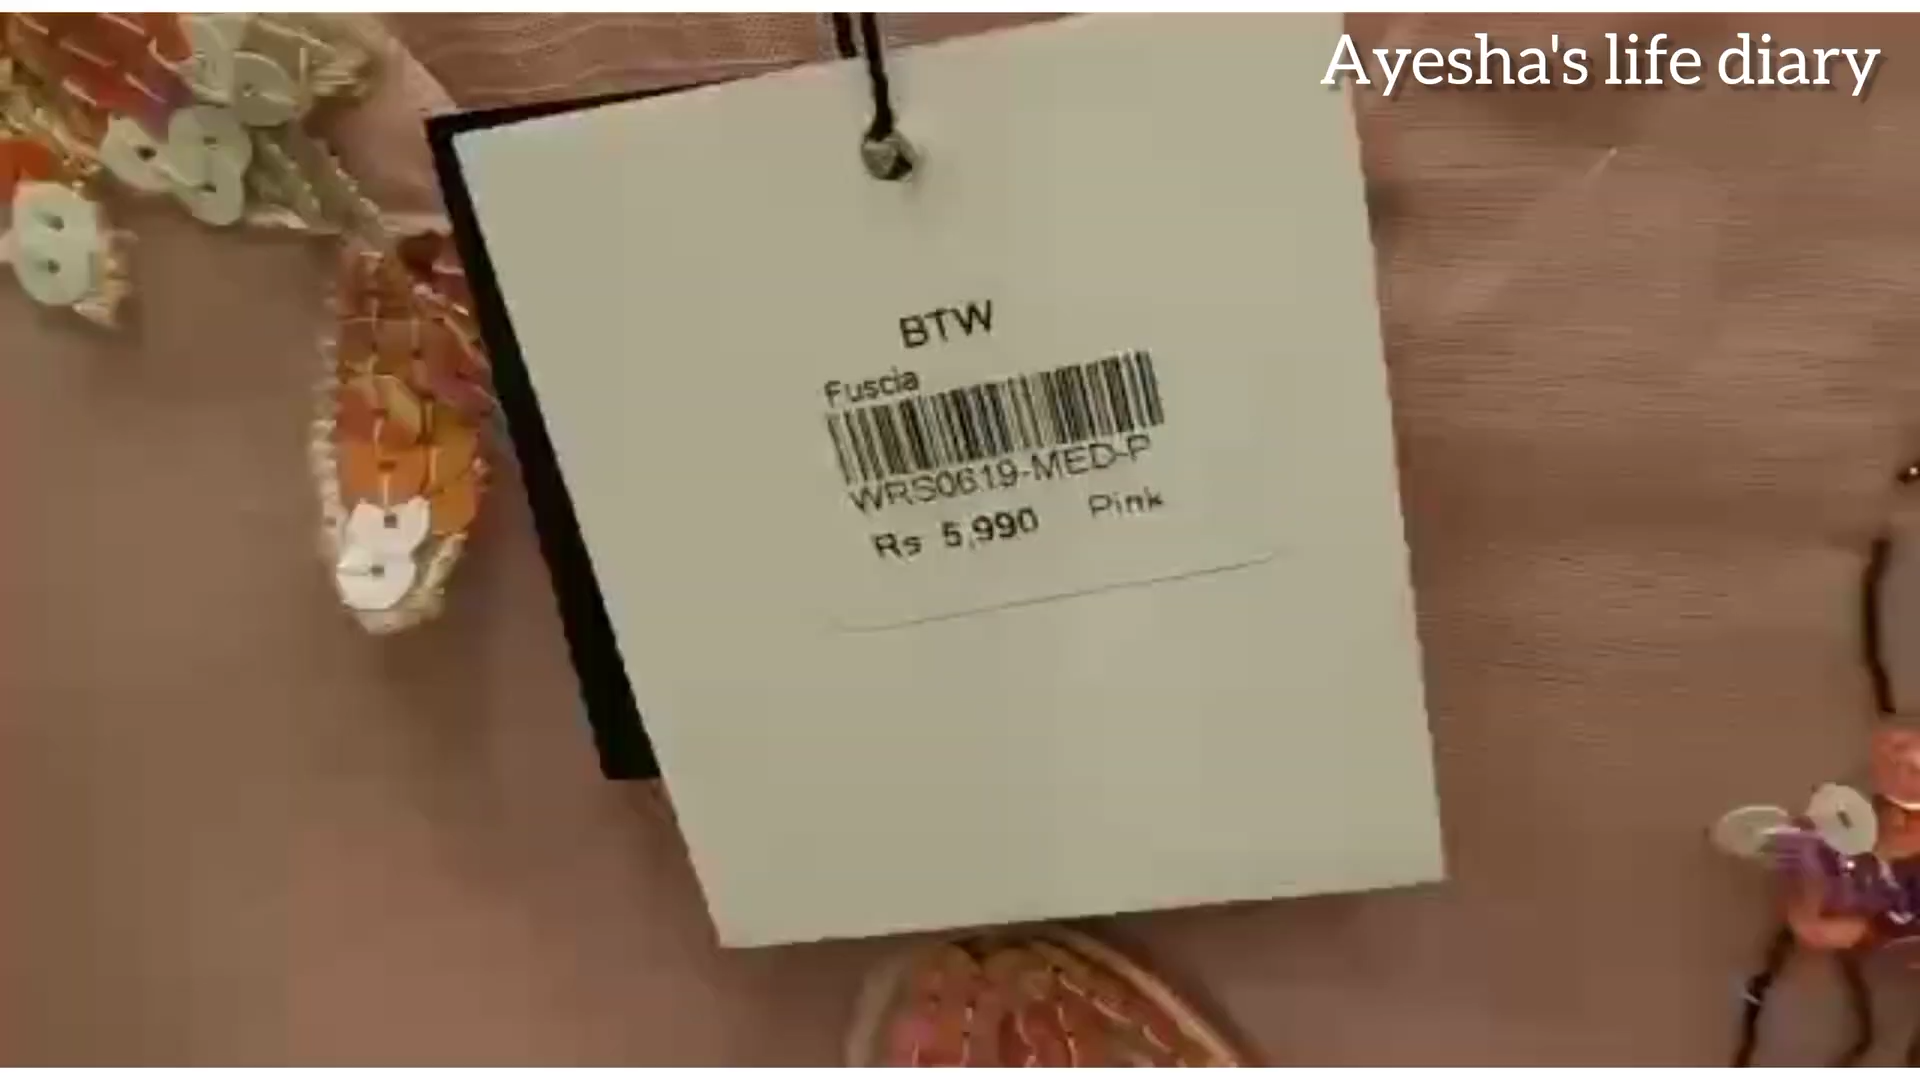 Ayesha's life diary
BTW
Fuscia
WRS0619-MED-P
Rs 5,990 Pink